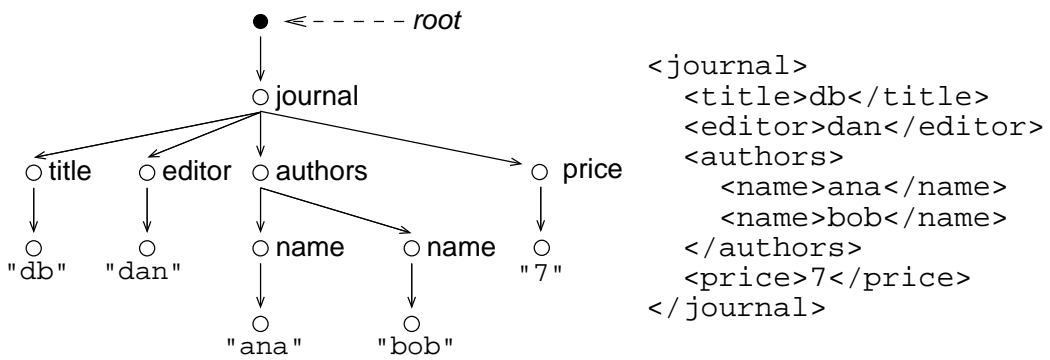 root
journal
title editor authors price
name name
"db" "dan" "7"
"ana" "bob"
<journal>
<title>db</title>
<editor>dan</editor>
<authors>
<name>ana</name>
<name>bob</name>
</authors>
<price>7</price>
</journal>